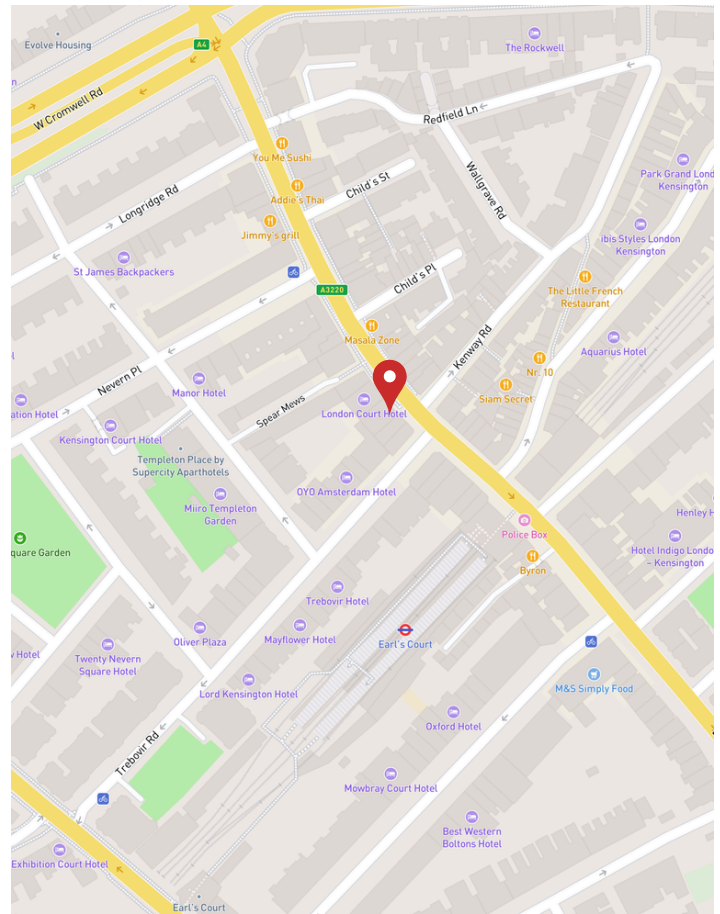 Evolve Housing
A4
The Rockwell
W Cromwell Rd
Redfield Ln
You Me Sushi
Park Grand Lond
Kensington
Wallgrave Rd
Child's St
Addie's Thai
Longridge Rd
Jimmy's grill
ibis Styles London
Kensington
St James Backpackers
Child's Pl
A3220
The Little French
Restaurant
Masala Zone
Kenway Rd
Aquarius Hotel
Nevern Pl
Nr. 10
Manor Hotel
Siam Secret
ation Hotel
Spear Mews
London Court Hotel
Kensington Court Hotel
Templeton Place by
Supercity Aparthotels
OYO Amsterdam Hotel
Miiro Templeton
Garden
Henley H
Police Box
quare Garden
Hotel Indigo London
– Kensington
Byron
Trebovir Hotel
Oliver Plaza
Mayflower Hotel
Earl's Court
v Hotel
Twenty Nevern
Square Hotel
Lord Kensington Hotel
M&S Simply Food
Oxford Hotel
Trebovir Rd
Mowbray Court Hotel
Best Western
Boltons Hotel
Exhibition Court Hotel
Earl's Court